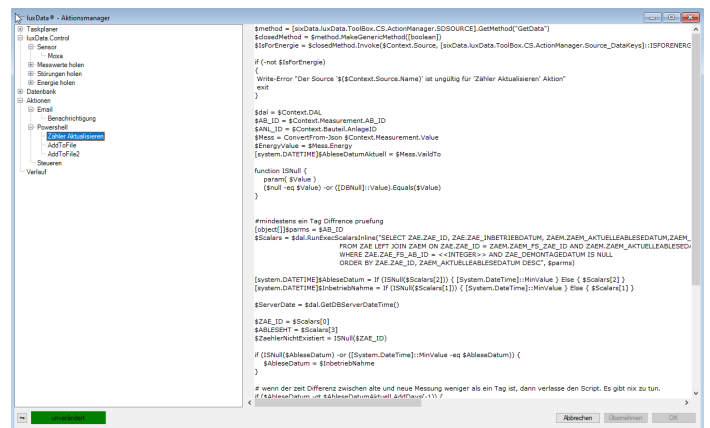 luxData® - Aktionsmanager
Taskplaner
luxData.Control
Sensor
Moxa
Messwerte holen
Störungen holen
Energie holen
Datenbank
Aktionen
Email
Benachrichtigung
Powershell
Zähler Aktualisieren
AddToFile
AddToFile2
Steueren
Verlauf
$method = [sixData.luxData.ToolBox.CS.ActionManager.SDSOURCE].GetMethod("GetData")
$closedMethod = $method.MakeGenericMethod([boolean])
$IsForEnergie = $closedMethod.Invoke($Context.Source, [sixData.luxData.ToolBox.CS.ActionManager.Source_DataKeys]::ISFORENERG
if (-not $IsForEnergie)
{
Write-Error "Der Source '$($Context.Source.Name)' ist ungültig für 'Zähler Aktualisieren' Aktion"
exit
}
$dal = $Context.DAL
$AB_ID = $Context.Measurement.AB_ID
$ANL_ID = $Context.Bauteil.AnlageID
$Mess = ConvertFrom-Json $Context.Measurement.Value
$EnergyValue = $Mess.Energy
[system.DATETIME]$AbleseDatumAktuell = $Mess.VaildTo
function ISNull {
param( $Value )
($null -eq $Value) -or ([DBNull]::Value).Equals($Value)
}
#mindestens ein Tag Diffrence pruefung
[object[]]$parms = $AB_ID
$Scalars = $dal.RunExecScalarsInline("SELECT ZAE.ZAE_ID, ZAE.ZAE_INBETRIEBDATUM, ZAEM.ZAEM_AKTUELLEABLESEDATUM,ZAEM_
FROM ZAE LEFT JOIN ZAEM ON ZAE.ZAE_ID = ZAEM.ZAEM_FS_ZAE_ID AND ZAEM.ZAEM_AKTUELLEABLESEDA
WHERE ZAE.ZAE_FS_AB_ID = <<INTEGER>> AND ZAE_DEMONTAGEDATUM IS NULL
ORDER BY ZAE.ZAE_ID, ZAEM_AKTUELLEABLESEDATUM DESC", $parms)
[system.DATETIME]$AbleseDatum = If (ISNull($Scalars[2])) { [System.DateTime]::MinValue } Else { $Scalars[2] }
[system.DATETIME]$InbetriebNahme = If (ISNull($Scalars[1])) { [System.DateTime]::MinValue } Else { $Scalars[1] }
$ServerDate = $dal.GetDBServerDateTime()
$ZAE_ID = $Scalars[0]
$ABLESEHT = $Scalars[3]
$ZaehlerNichtExistiert = ISNull($ZAE_ID)
if (ISNull($AbleseDatum) -or ([System.DateTime]::MinValue -eq $AbleseDatum)) {
$AbleseDatum = $InbetriebNahme
}
# wenn der zeit Differenz zwischen alte und neue Messung weniger als ein Tag ist, dann verlasse den Script. Es gibt nix zu tun.
if ($AbleseDatum -gt $AbleseDatumAktuell.AddDays(-1)) {
unverändert
Abbrechen
Übernehmen
OK